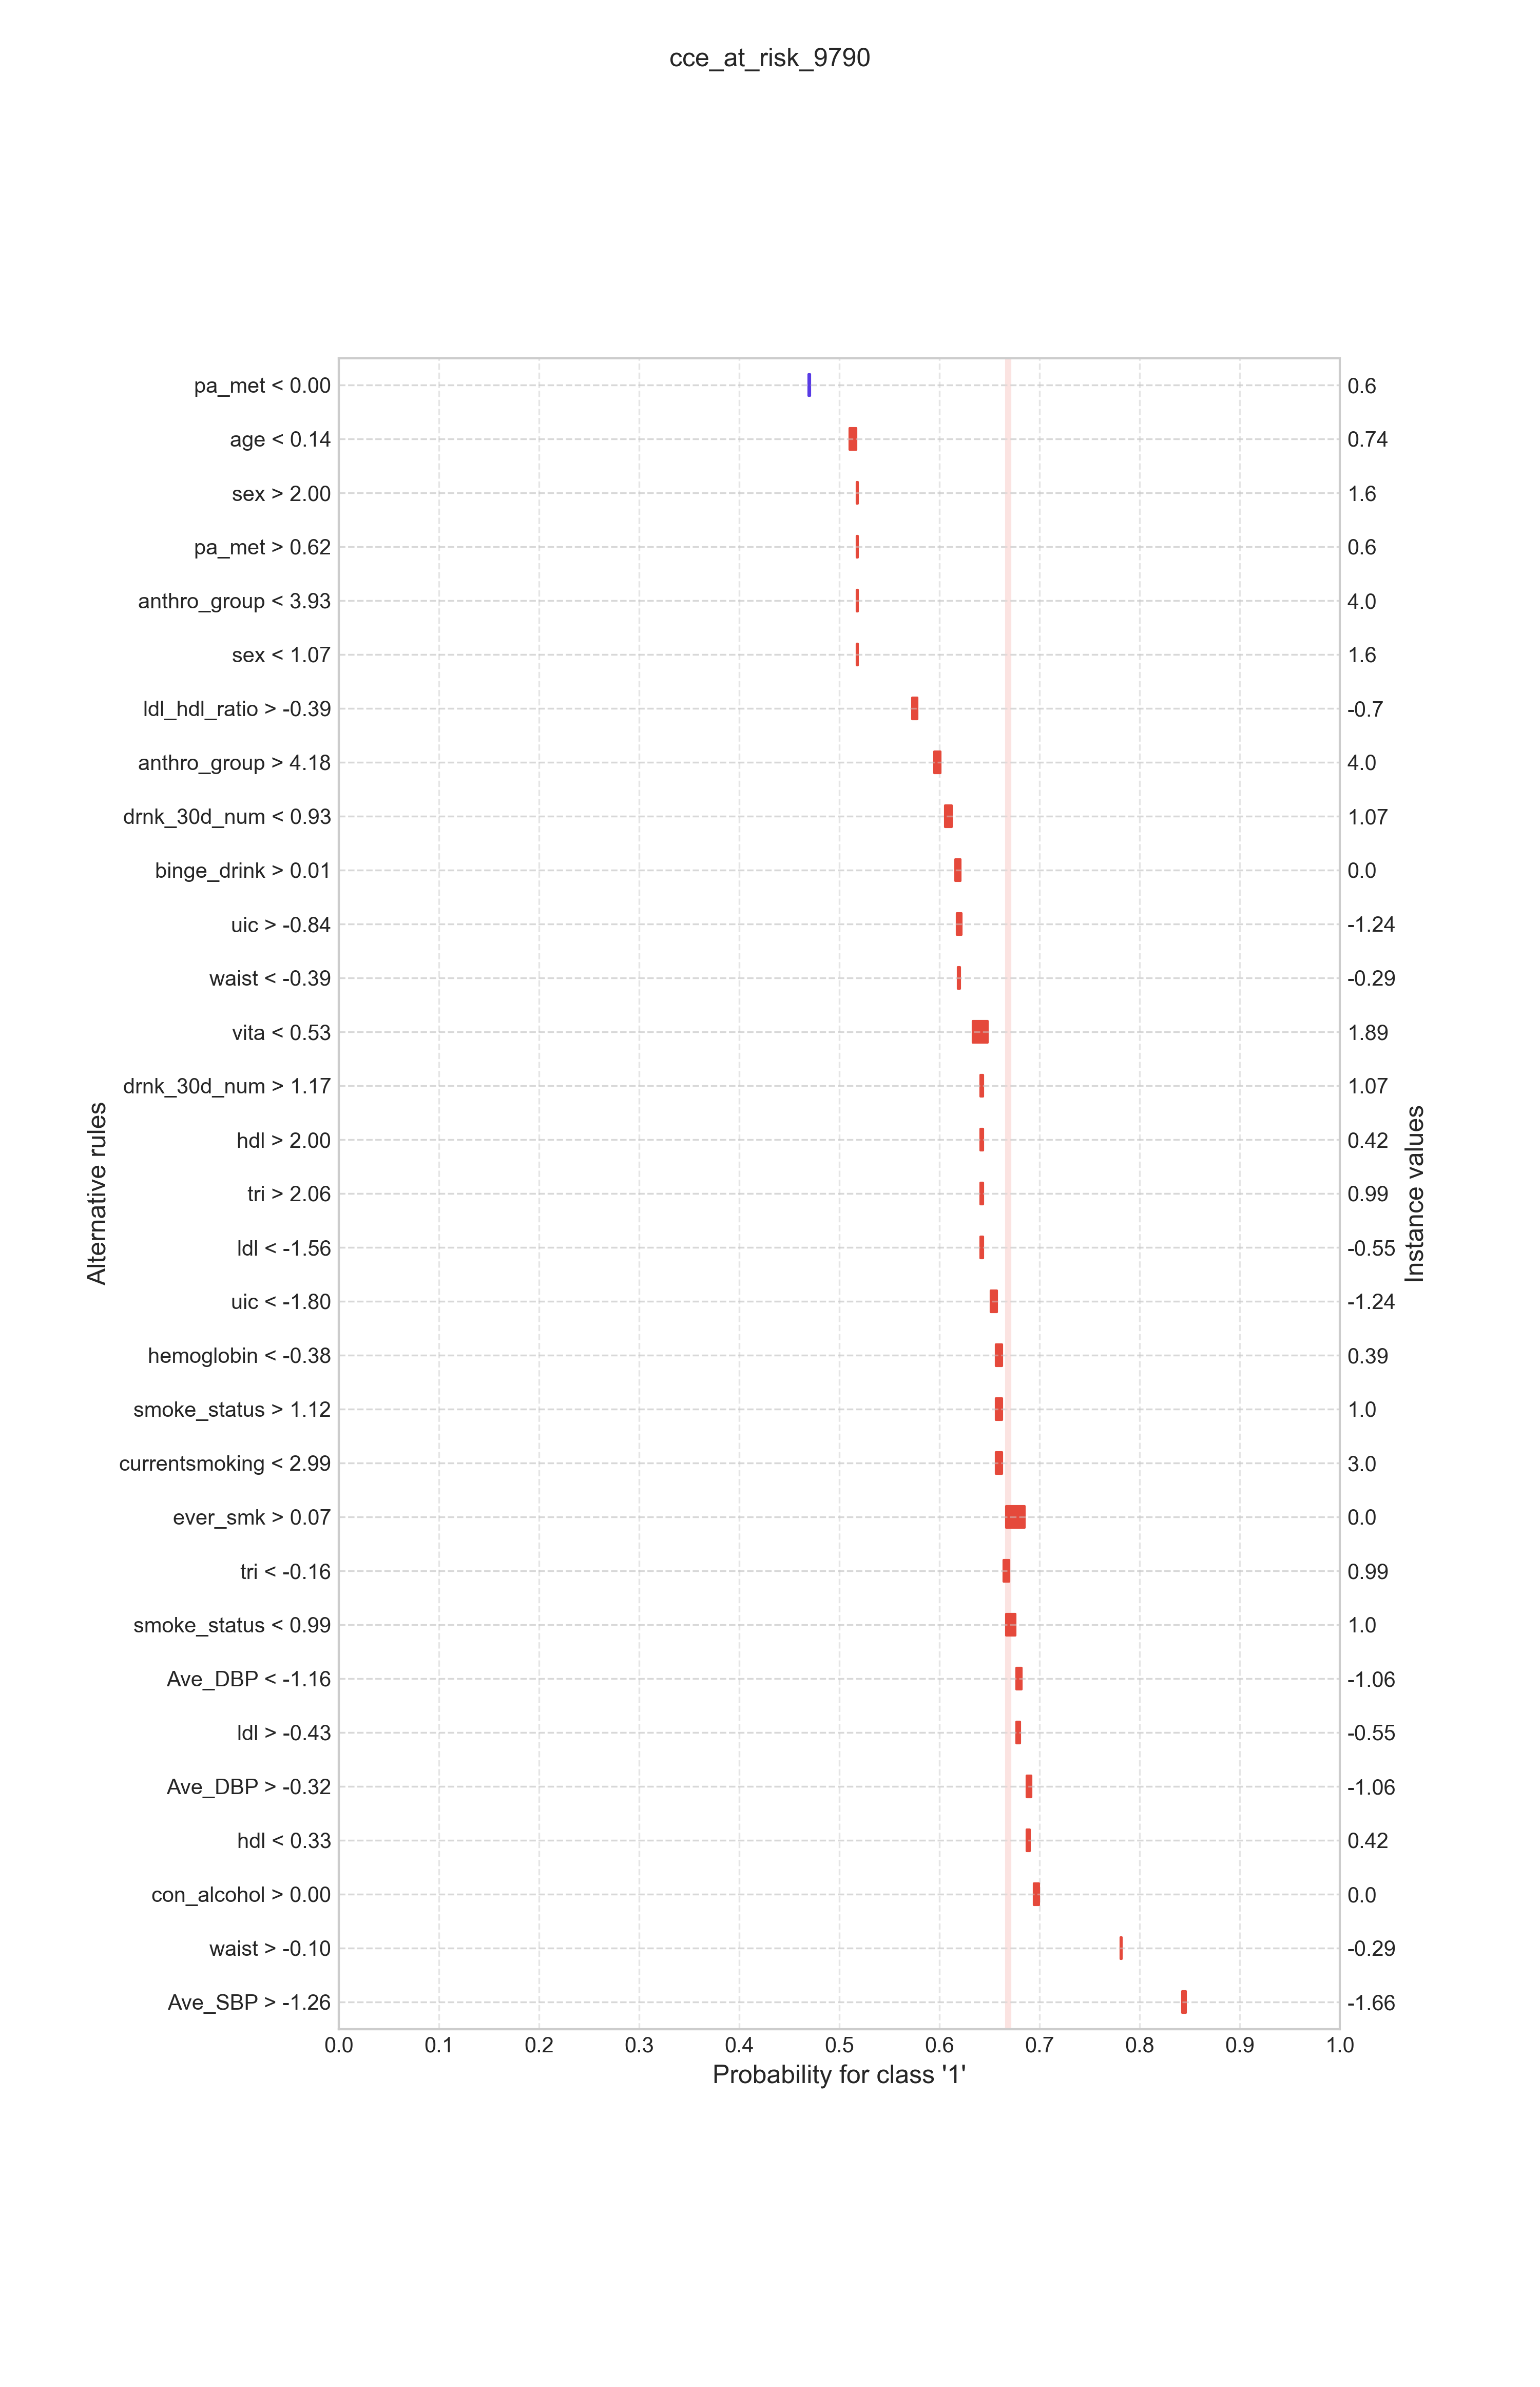 cce_at_risk_9790
pa_met < 0.00 0.6
age < 0.14 0.74
sex > 2.00 1.6
pa_met > 0.62 0.6
anthro_group < 3.93 4.0
sex < 1.07 1.6
ldl_hdl_ratio > -0.39 -0.7
anthro_group > 4.18 4.0
drnk_30d_num < 0.93 1.07
binge_drink > 0.01 0.0
uic > -0.84 -1.24
waist < -0.39 -0.29
vita < 0.53 1.89
drnk_30d_num > 1.17 1.07
hdl > 2.00 0.42
tri > 2.06 0.99
ldl < -1.56 -0.55
uic < -1.80 -1.24
hemoglobin < -0.38 0.39
smoke_status > 1.12 1.0
currentsmoking < 2.99 3.0
ever_smk > 0.07 0.0
tri < -0.16 0.99
smoke_status < 0.99 1.0
Ave_DBP < -1.16 -1.06
ldl > -0.43 -0.55
Ave_DBP > -0.32 -1.06
hdl < 0.33 0.42
con_alcohol > 0.00 0.0
waist > -0.10 -0.29
Ave_SBP > -1.26 -1.66
Alternative rules
Instance values
0.0 0.1 0.2 0.3 0.4 0.5 0.6 0.7 0.8 0.9 1.0
Probability for class '1'